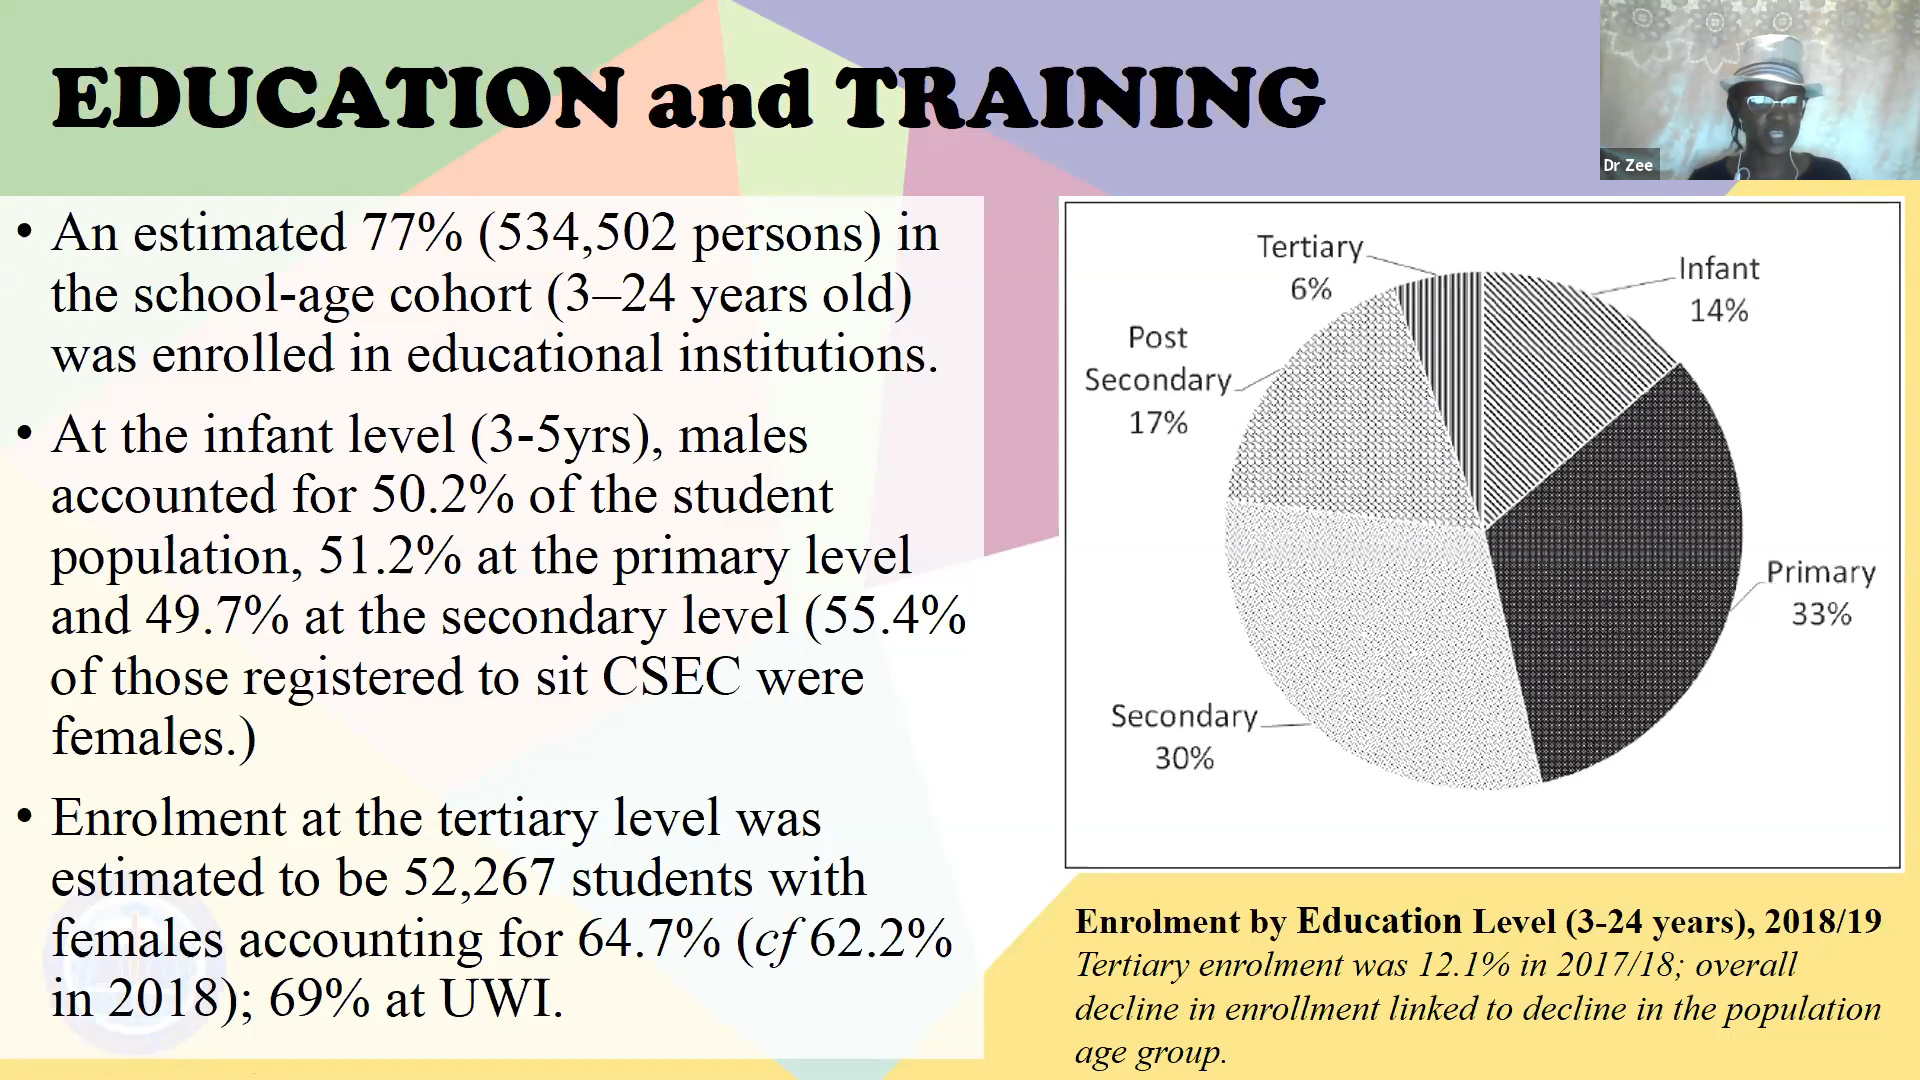 EDUCATION and TRAINING
Dr Zee
• An estimated 77% (534,502 persons) in
the school-age cohort (3–24 years old)
was enrolled in educational institutions.
• At the infant level (3-5yrs), males
accounted for 50.2% of the student
population, 51.2% at the primary level
and 49.7% at the secondary level (55.4%
of those registered to sit CSEC were
females.)
• Enrolment at the tertiary level was
estimated to be 52,267 students with
females accounting for 64.7% (cf 62.2%
in 2018); 69% at UWI.
Tertiary
6%
Infant
14%
Post
Secondary
17%
Primary
33%
Secondary
30%
Enrolment by Education Level (3-24 years), 2018/19
Tertiary enrolment was 12.1% in 2017/18; overall
decline in enrollment linked to decline in the population
age group.